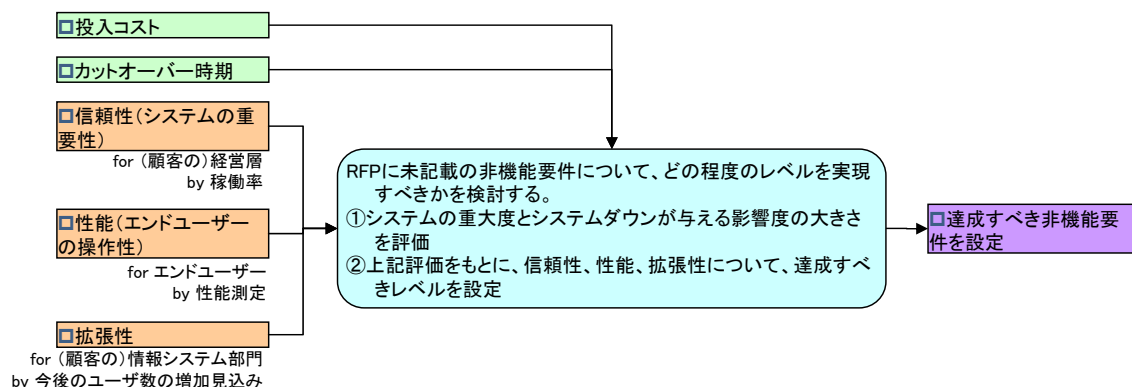 投入コスト
カットオーバー時期
信頼性(システムの重
要性)
for (顧客の)経営層
by 稼働率
性能(エンドユーザー
の操作性)
for エンドユーザー
by 性能測定
拡張性
for (顧客の)情報システム部門
by 今後のユーザ数の増加見込み
RFPに未記載の非機能要件について、どの程度のレベルを実現
すべきかを検討する。
①システムの重大度とシステムダウンが与える影響度の大きさ
を評価
②上記評価をもとに、信頼性、性能、拡張性について、達成すべ
きレベルを設定
達成すべき非機能要
件を設定